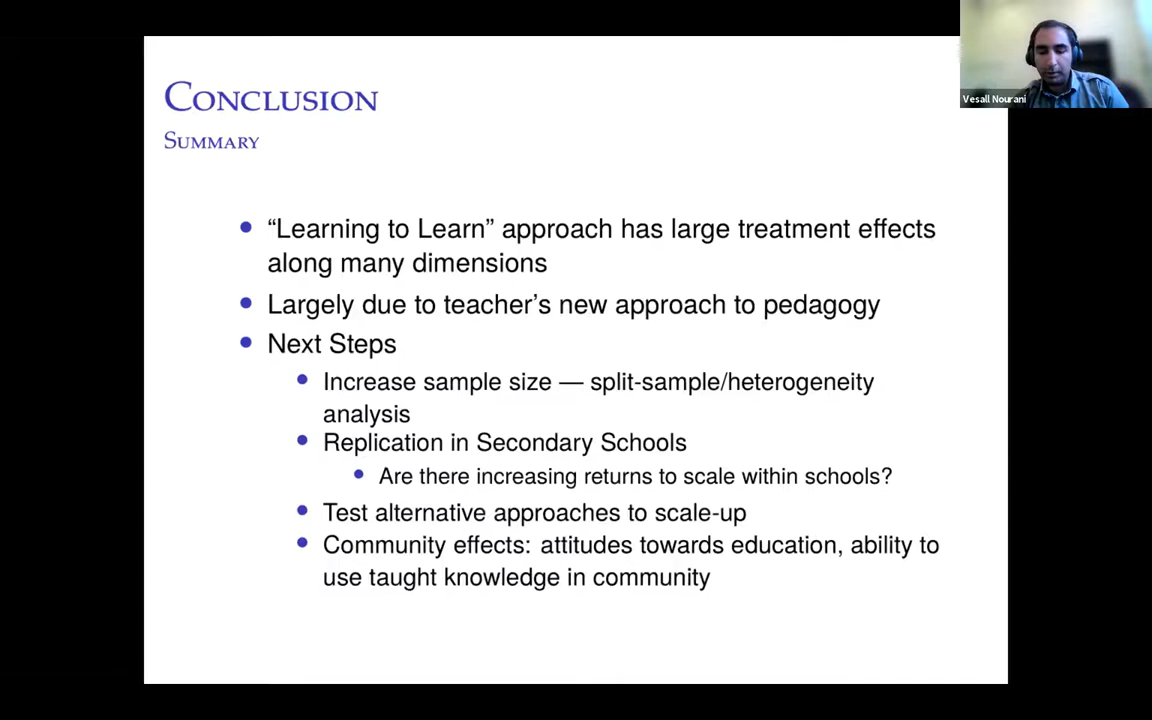 CONCLUSION
SUMMARY
Vesall Nourani
• “Learning to Learn” approach has large treatment effects
along many dimensions
• Largely due to teacher’s new approach to pedagogy
• Next Steps
• Increase sample size — split-sample/heterogeneity
analysis
• Replication in Secondary Schools
• Are there increasing returns to scale within schools?
• Test alternative approaches to scale-up
• Community effects: attitudes towards education, ability to
use taught knowledge in community